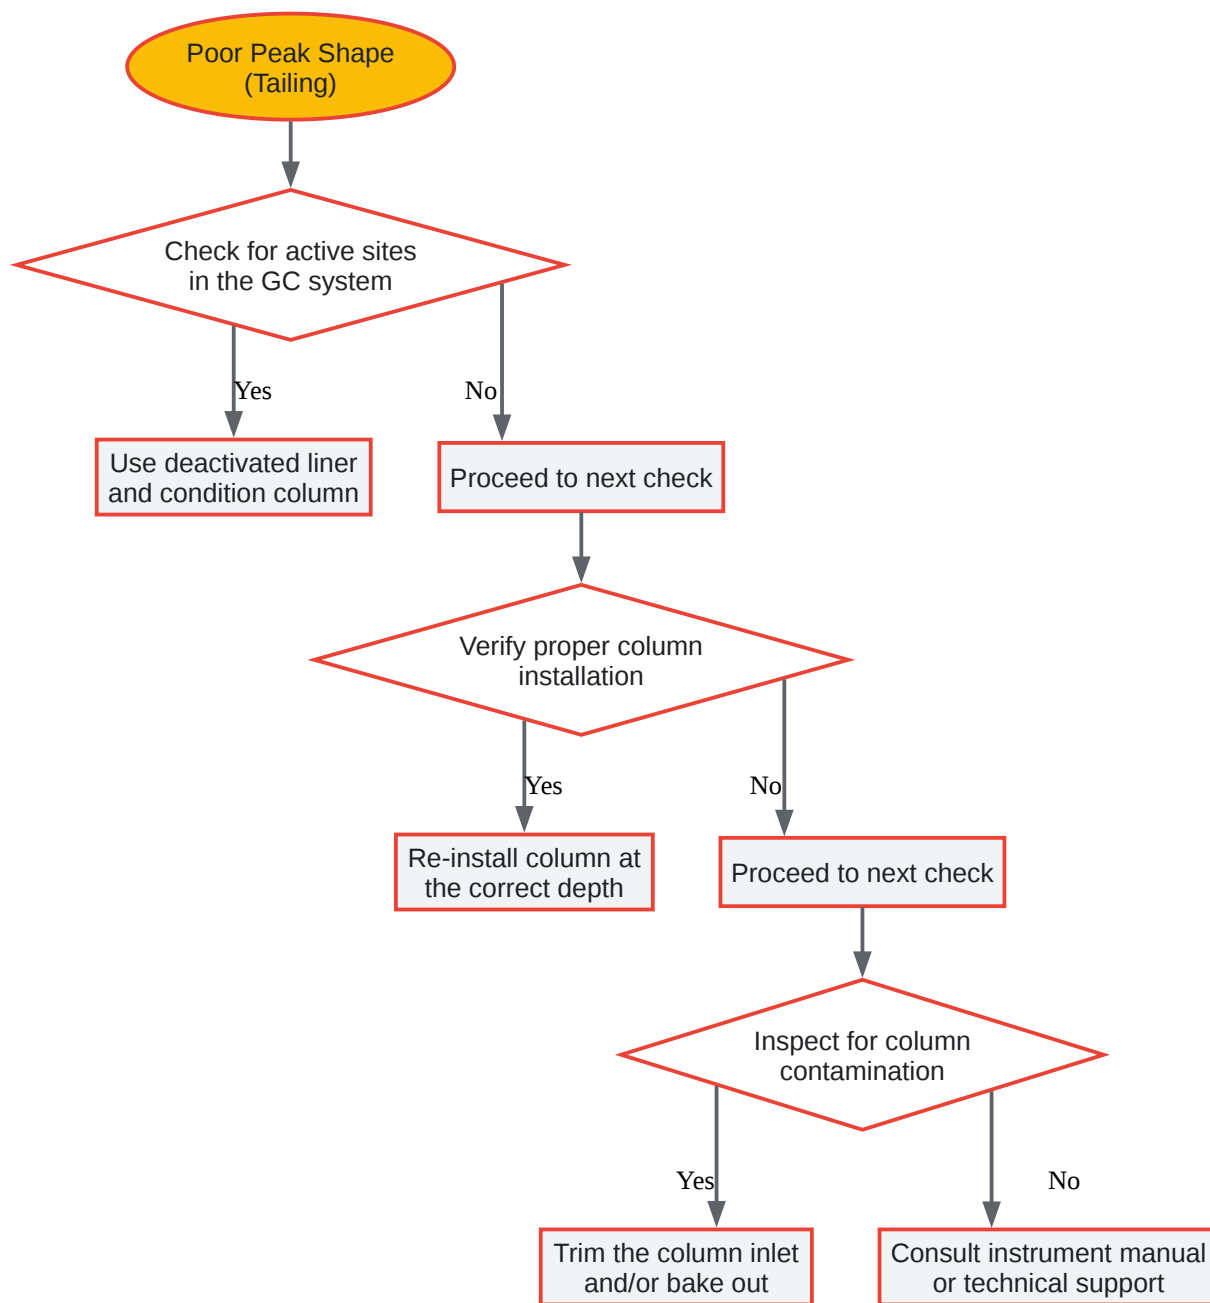 Poor Peak Shape
(Tailing)
Check for active sites
in the GC system
Yes
No
Use deactivated liner
and condition column
Proceed to next check
Verify proper column
installation
Yes
No
Re-install column at
the correct depth
Proceed to next check
Inspect for column
contamination
Yes
No
Trim the column inlet
and/or bake out
Consult instrument manual
or technical support